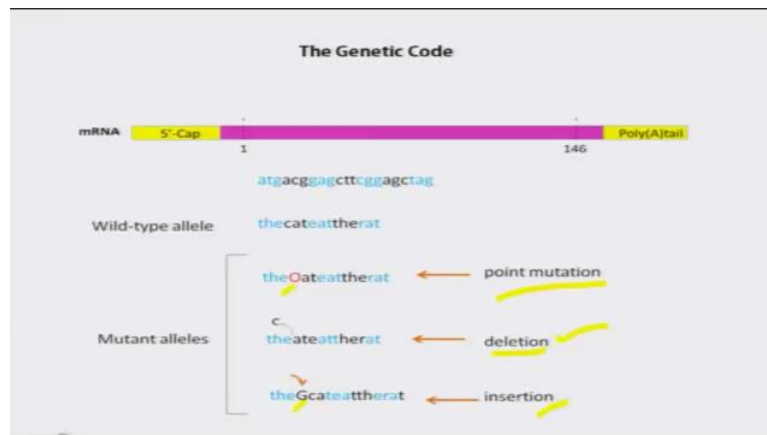 The Genetic Code
mRNA 5'-Cap Poly(A)tail
1 146
atgacggagcttcggagctag
Wild-type allele thecateattherat
theOateattherat point mutation
c
Mutant alleles theateattherat deletion
theGcateattherat insertion